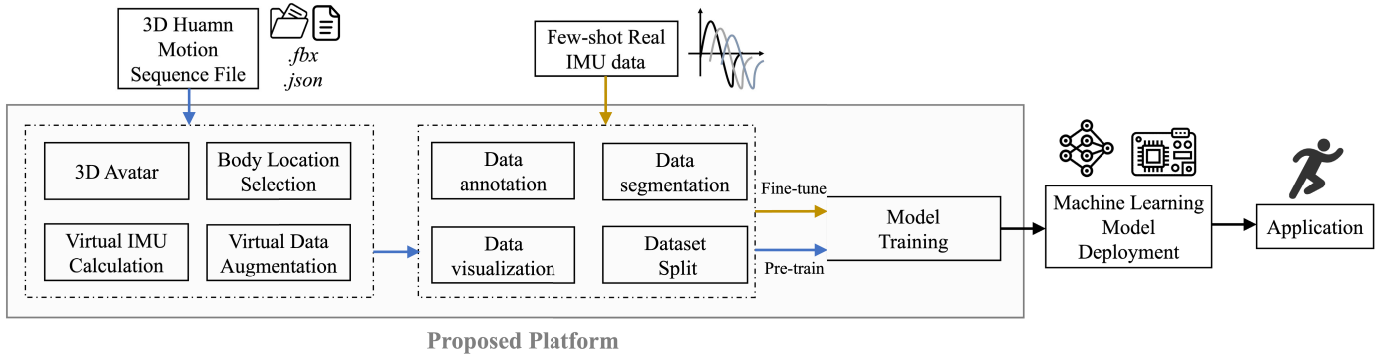 3D Huamn
Motion
Sequence File
.fbx
.json
Few-shot Real
IMU data
3D Avatar
Body Location
Selection
Virtual IMU
Calculation
Virtual Data
Augmentation
Data
annotation
Data
segmentation
Data
visualization
Dataset
Split
Fine-tune
Pre-train
Model
Training
Machine Learning
Model
Deployment
Application
Proposed Platform